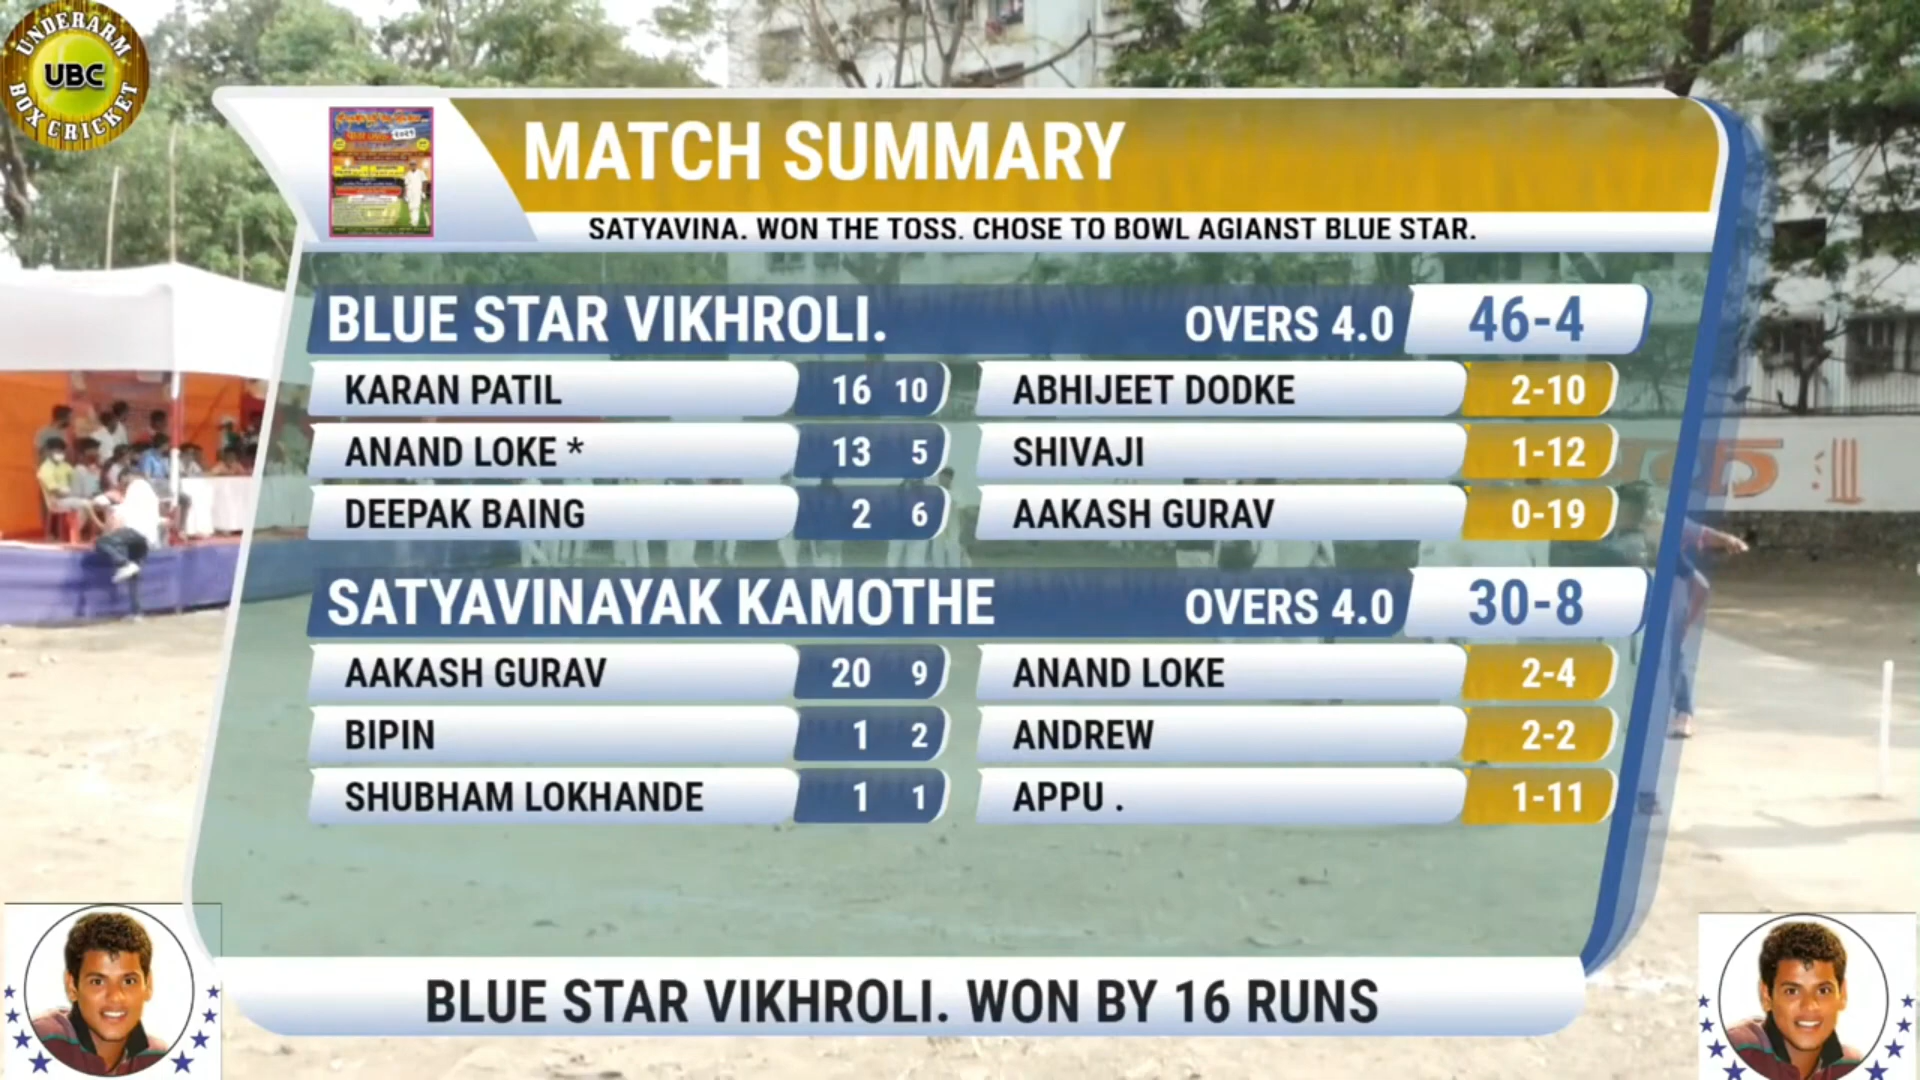 UNDERARM
UBC
BOX CRICKET
MATCH SUMMARY
SATYAVINA. WON THE TOSS. CHOSE TO BOWL AGIANST BLUE STAR.
BLUE STAR VIKHROLI. OVERS 4.0 46-4
KARAN PATIL 16 10 ABHIJEET DODKE 2-10
ANAND LOKE * 13 5 SHIVAJI 1-12
DEEPAK BAING 2 6 AAKASH GURAV 0-19
SATYAVINAYAK KAMOTHE OVERS 4.0 30-8
AAKASH GURAV 20 9 ANAND LOKE 2-4
BIPIN 1 2 ANDREW 2-2
SHUBHAM LOKHANDE 1 1 APPU . 1-11
BLUE STAR VIKHROLI. WON BY 16 RUNS